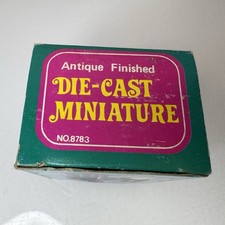 Antique Finished
DIE-CAST
MINIATURE
NO.8783